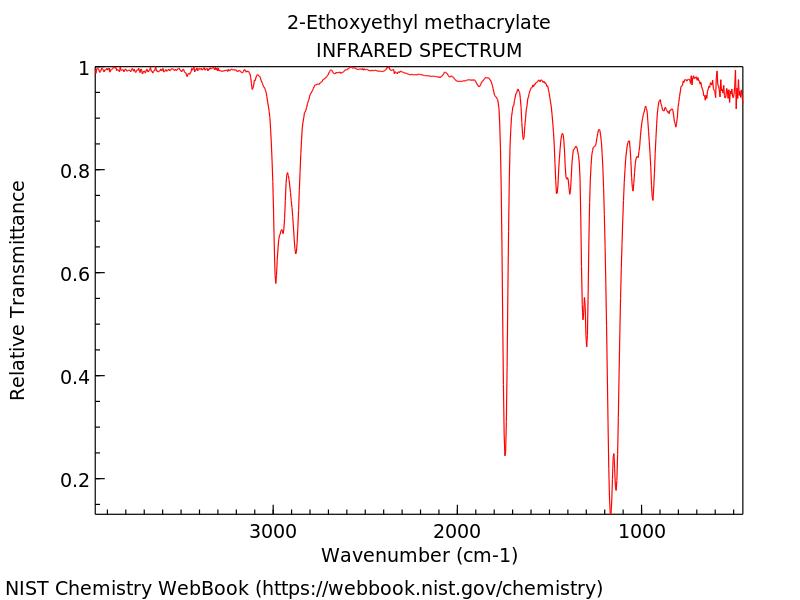 2-Ethoxyethyl methacrylate
INFRARED SPECTRUM
1
0.8
0.6
0.4
0.2
Relative Transmittance
3000 2000 1000
Wavenumber (cm-1)
NIST Chemistry WebBook (https://webbook.nist.gov/chemistry)